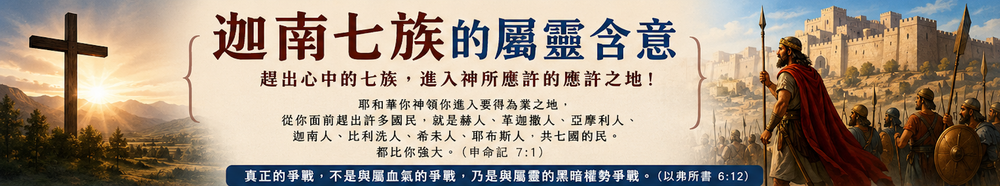 迦南七族的屬靈含意
趕出心中的七族，進入神所應許的應許之地！
耶和華你神領你進入要得為業之地，
從你面前趕出許多國民，就是赫人、革迦撒人、亞摩利人、
迦南人、比利洗人、希未人、耶布斯人，共七國的民。
都比你強大。（申命記 7:1）
真正的爭戰，不是與屬血氣的爭戰，乃是與屬靈的黑暗權勢爭戰。（以弗所書 6:12）